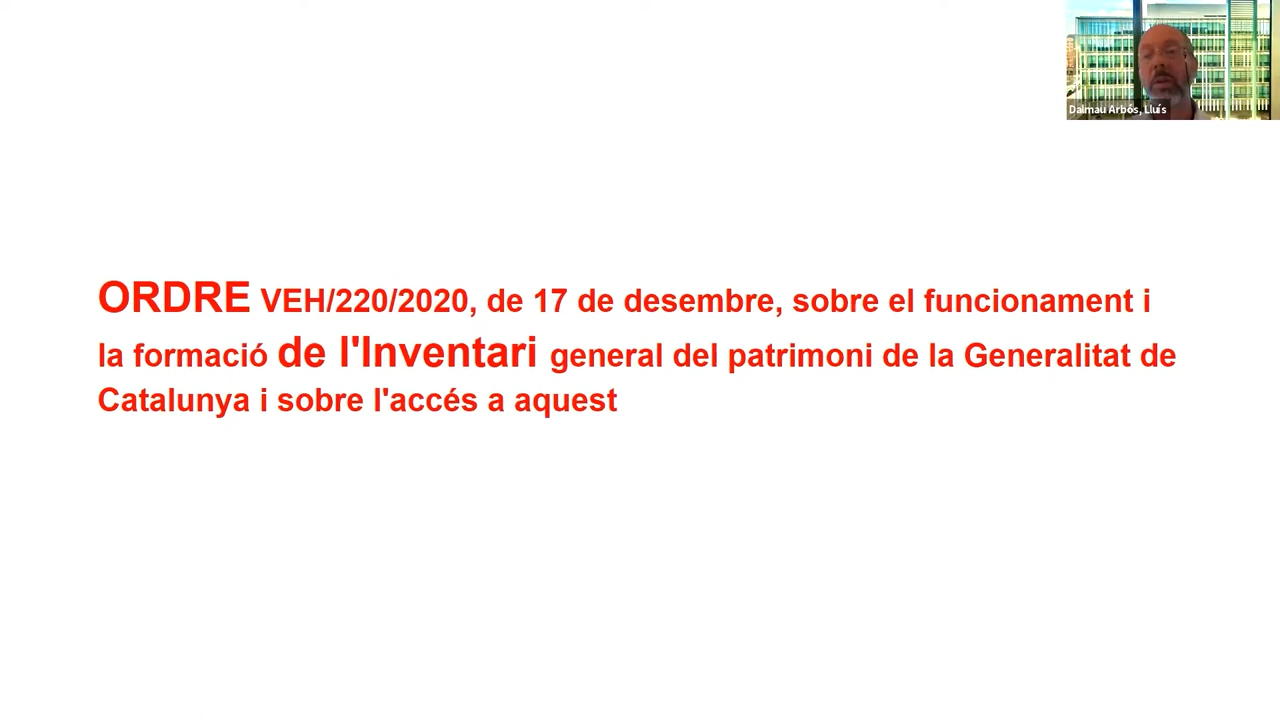 Dalmau Arbós, Lluís
ORDRE VEH/220/2020, de 17 de desembre, sobre el funcionament i
la formació de l'Inventari general del patrimoni de la Generalitat de
Catalunya i sobre l'accés a aquest